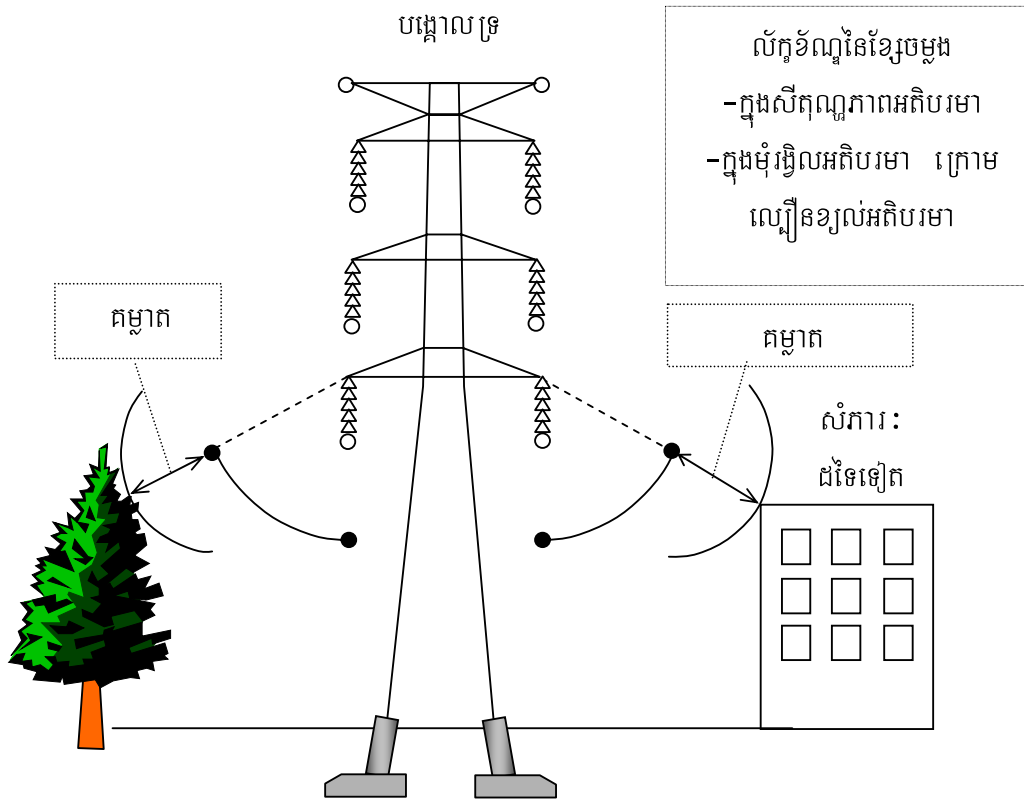 បង្គោលទ្រ
ល័ក្ខខ័ណ្ឌនៃខ្សែចម្លង
-ក្នុងសីតុណ្ហភាពអតិបរមា
-ក្នុងមុំរង្វិលអតិបរមា ក្រោម
ល្បឿនខ្យល់អតិបរមា
គម្លាត
គម្លាត
សំភារៈ
ដទៃទៀត